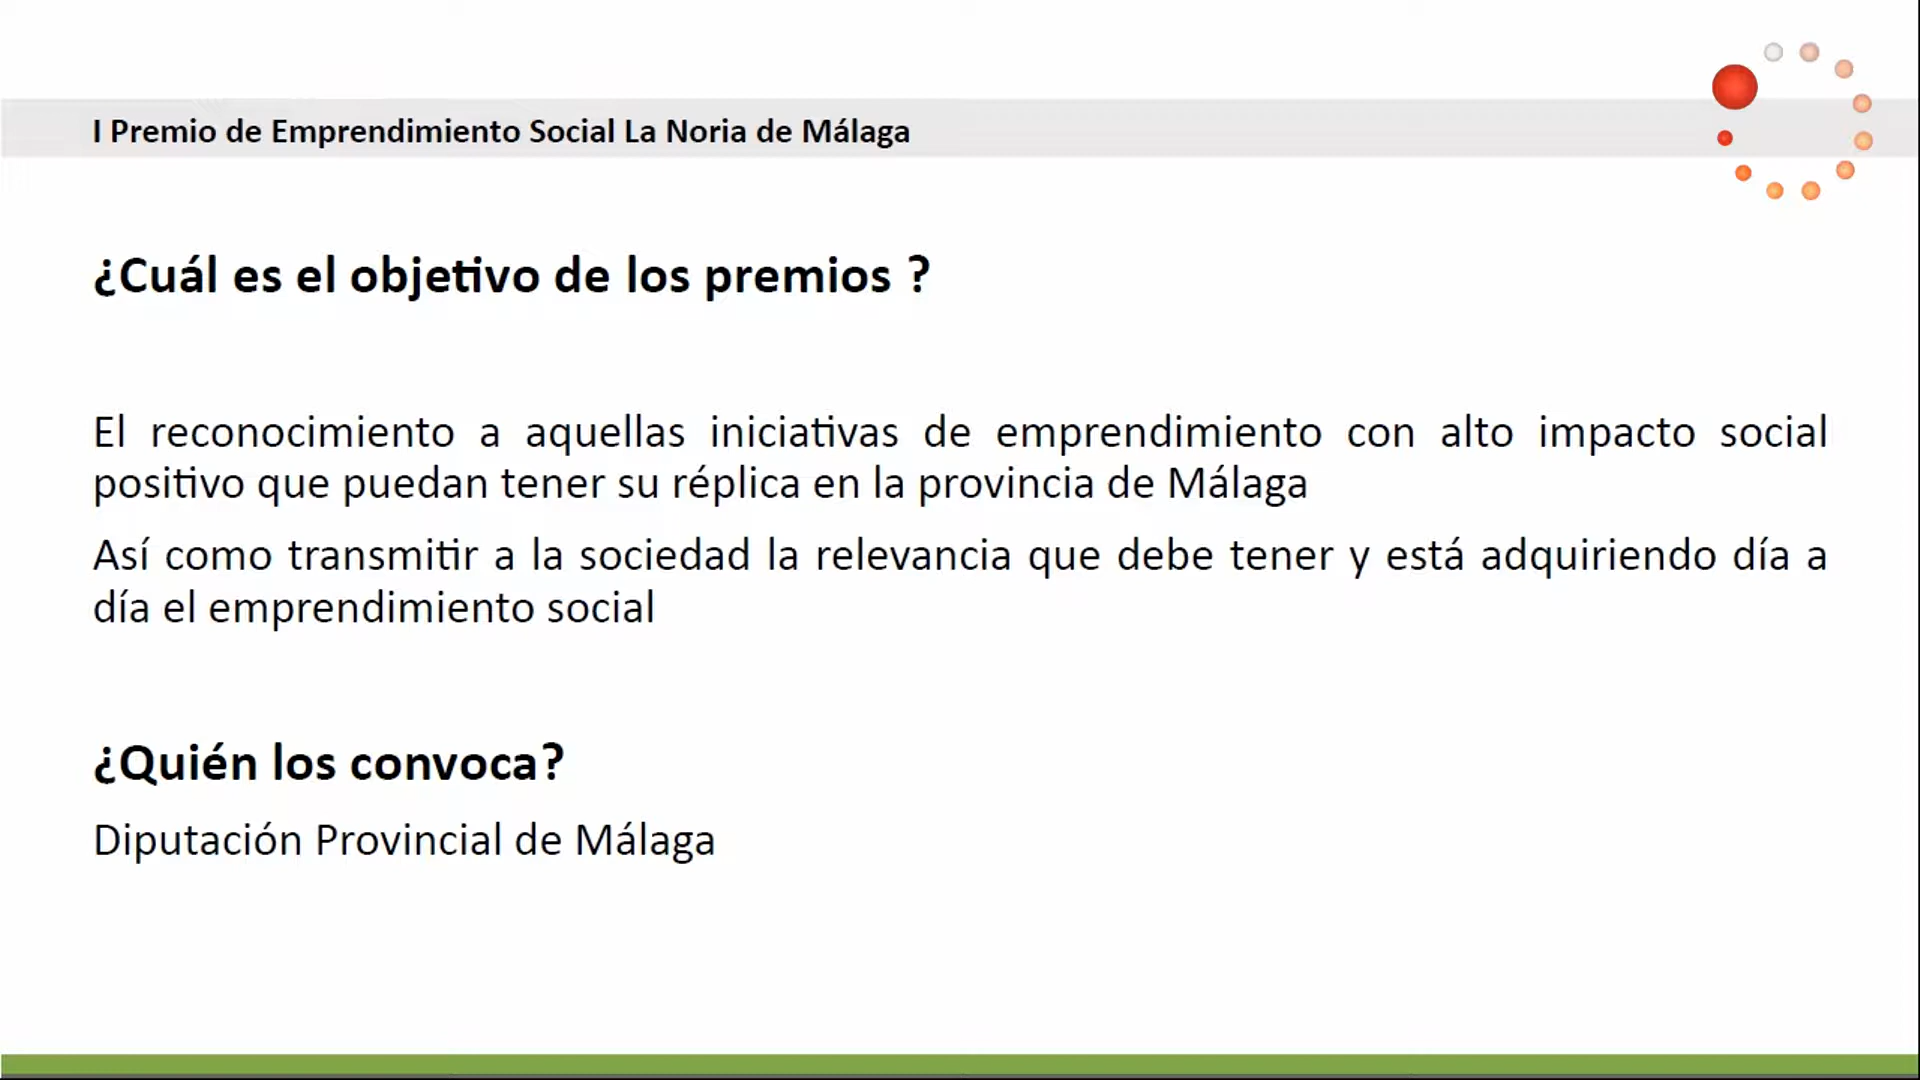 I Premio de Emprendimiento Social La Noria de Málaga
¿Cuál es el objetivo de los premios ?
El reconocimiento a aquellas iniciativas de emprendimiento con alto impacto social
positivo que puedan tener su réplica en la provincia de Málaga
Así como transmitir a la sociedad la relevancia que debe tener y está adquiriendo día a
día el emprendimiento social
¿Quién los convoca?
Diputación Provincial de Málaga